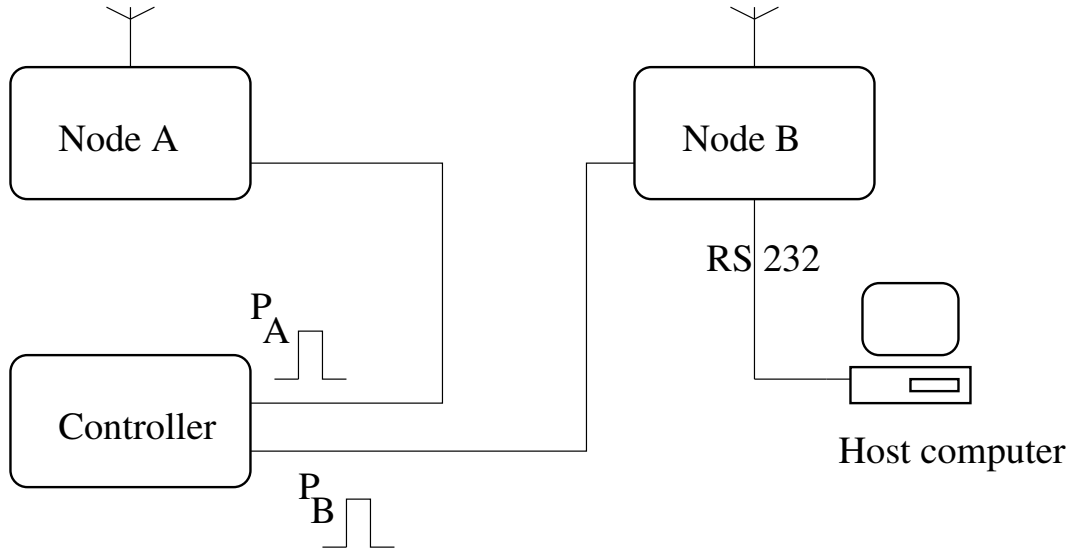 Node A
Node B
RS 232
P A
Controller
Host computer
P B